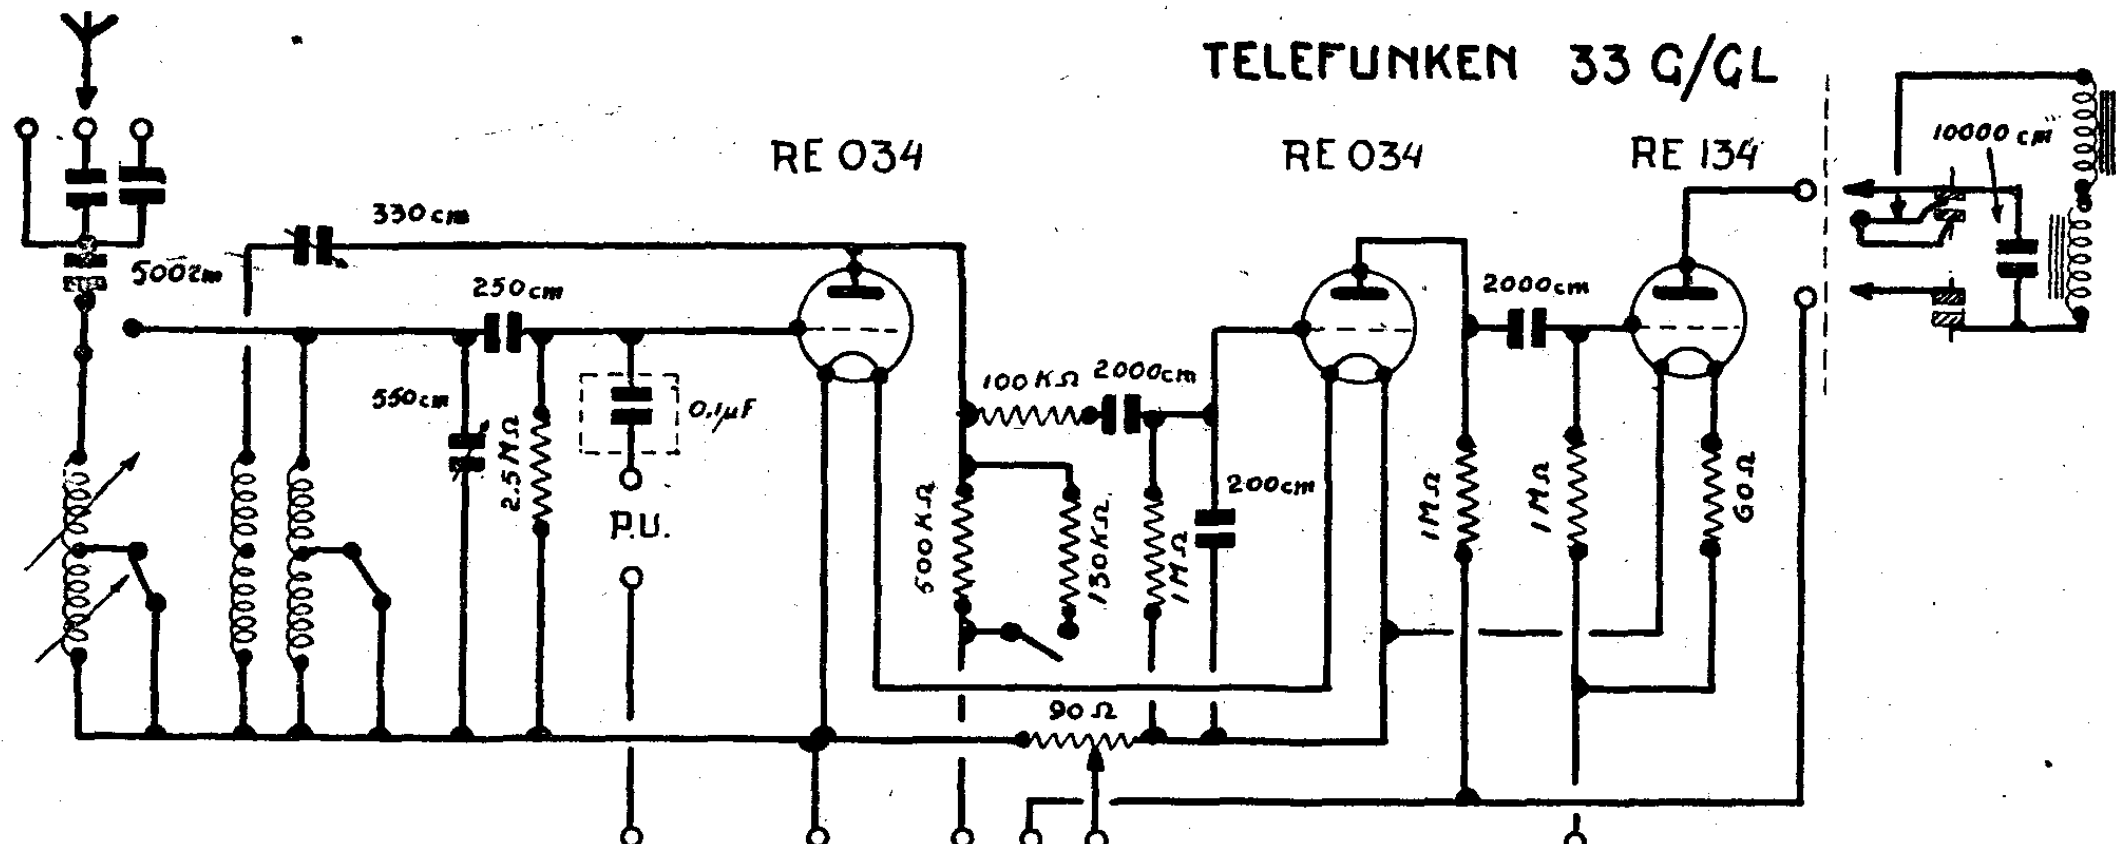 TELEFUNKEN 33 G/GL
RE 034
RE 034
RE 134
10000 cm
330 cm
250 cm
2000 cm
100 KΩ
2000 cm
550 cm
2.5 MΩ
0,1µF
P.U.
500 KΩ
130 KΩ
1 MΩ
200 cm
1 MΩ
1 MΩ
60 Ω
90 Ω